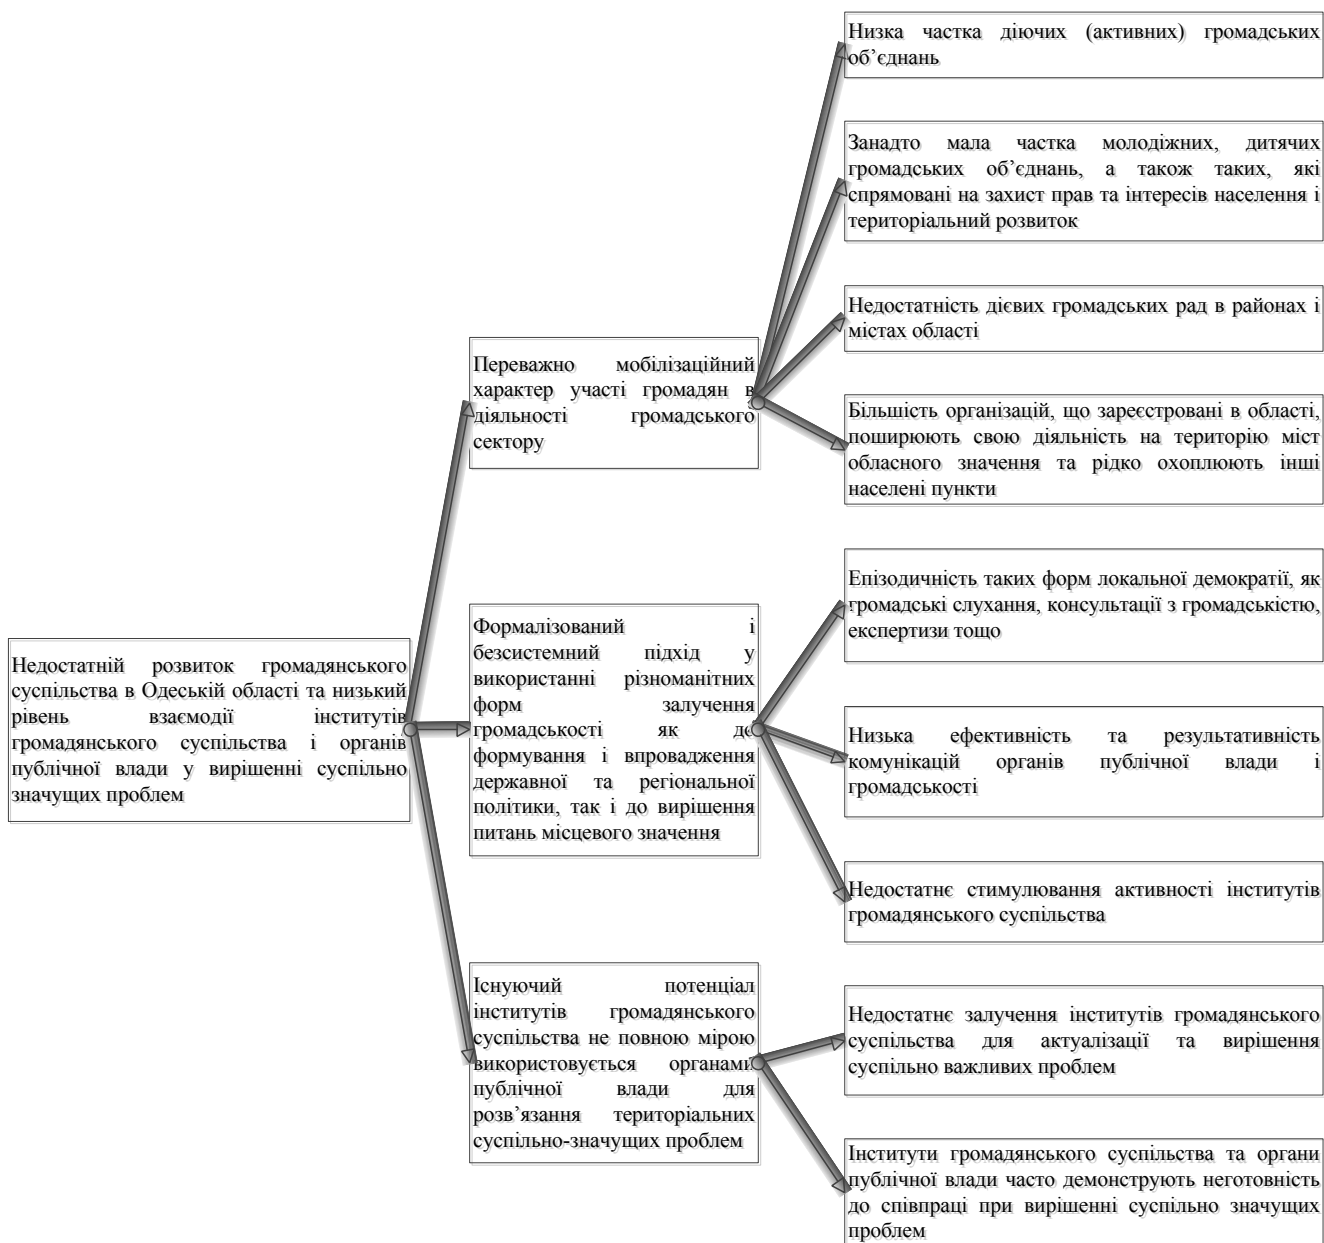 Недостатній розвиток громадянського
суспільства в Одеській області та низький
рівень взаємодії інститутів
громадянського суспільства і органів
публічної влади у вирішенні суспільно
значущих проблем
Переважно мобілізаційний
характер участі громадян в
діяльності громадського
сектору
Низка частка діючих (активних) громадських
об’єднань
Занадто мала частка молодіжних, дитячих
громадських об’єднань, а також таких, які
спрямовані на захист прав та інтересів населення і
територіальний розвиток
Недостатність дієвих громадських рад в районах і
містах області
Більшість організацій, що зареєстровані в області,
поширюють свою діяльність на територію міст
обласного значення та рідко охоплюють інші
населені пункти
Формалізований і
безсистемний підхід у
використанні різноманітних
форм залучення
громадськості як до
формування і впровадження
державної та регіональної
політики, так і до вирішення
питань місцевого значення
Епізодичність таких форм локальної демократії, як
громадські слухання, консультації з громадськістю,
експертизи тощо
Низька ефективність та результативність
комунікацій органів публічної влади і
громадськості
Недостатнє стимулювання активності інститутів
громадянського суспільства
Існуючий потенціал
інститутів громадянського
суспільства не повною мірою
використовується органами
публічної влади для
розв’язання територіальних
суспільно-значущих проблем
Недостатнє залучення інститутів громадянського
суспільства для актуалізації та вирішення
суспільно важливих проблем
Інститути громадянського суспільства та органи
публічної влади часто демонструють неготовність
до співпраці при вирішенні суспільно значущих
проблем